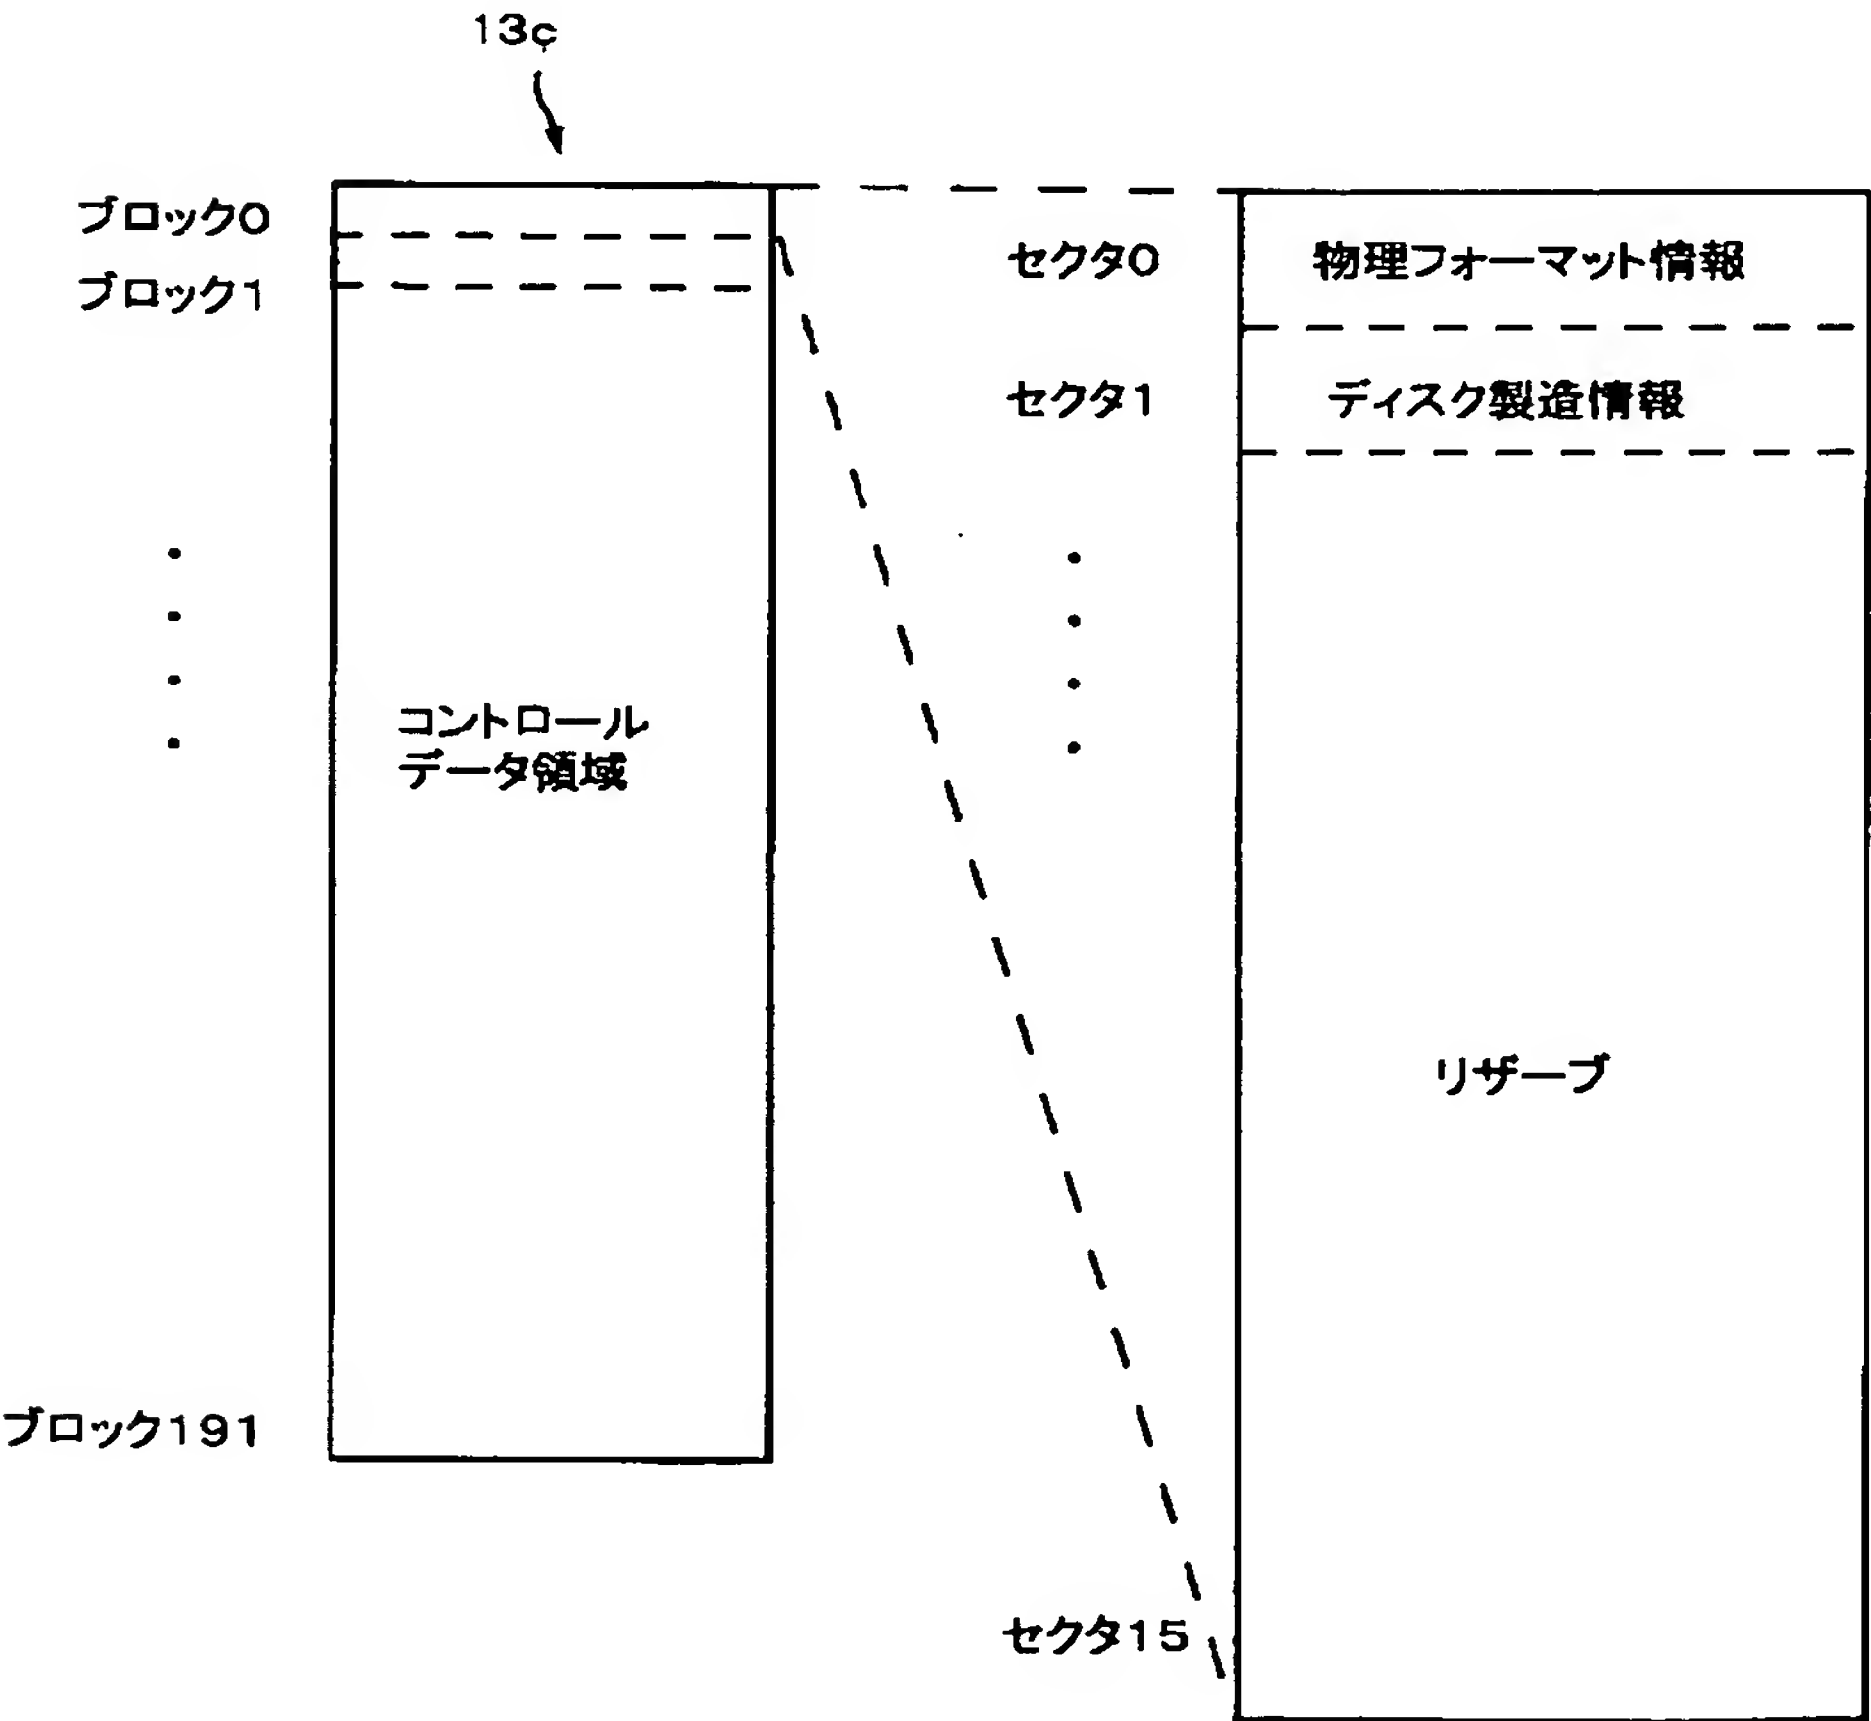 13c
ブロック0
ブロック1
コントロール
データ領域
ブロック191
セクタ0
物理フォーマット情報
セクタ1
ディスク製造情報
リザーブ
セクタ15